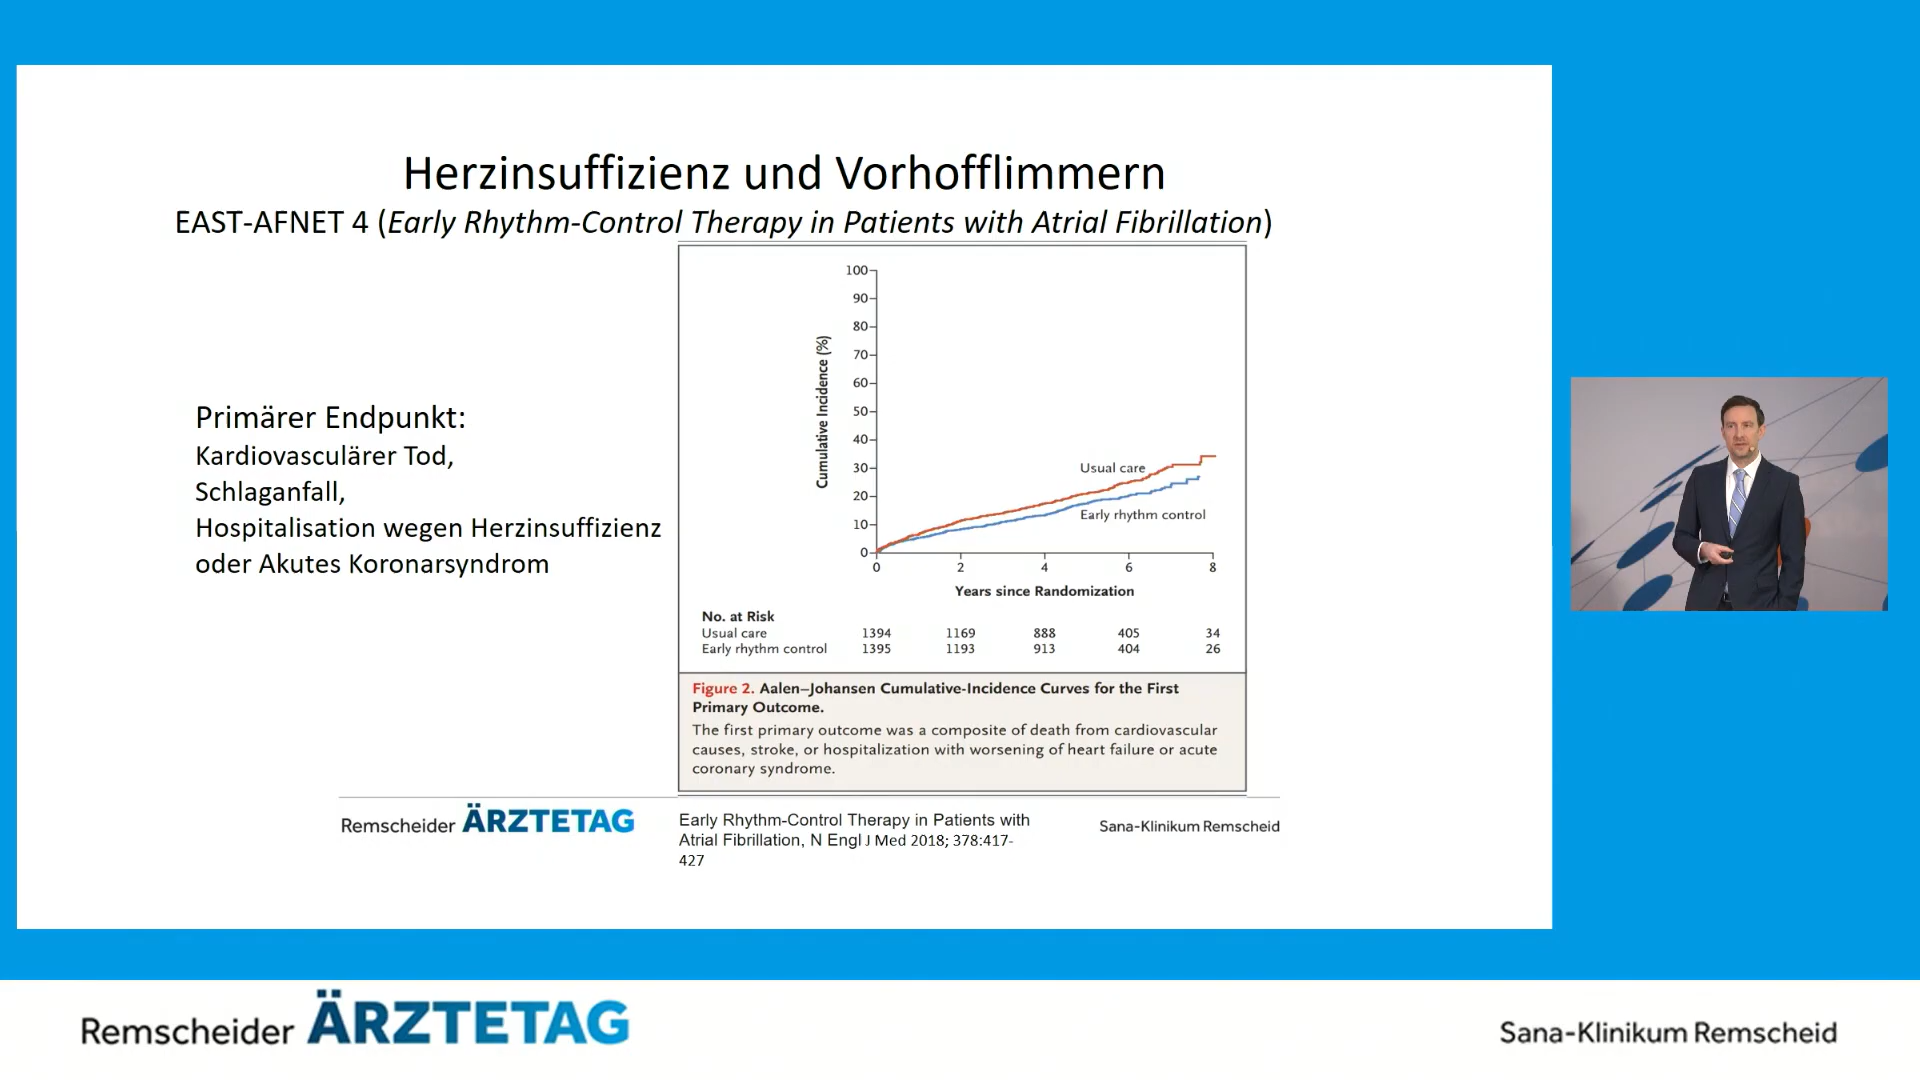 Herzinsuffizienz und Vorhofflimmern
EAST-AFNET 4 (Early Rhythm-Control Therapy in Patients with Atrial Fibrillation)
Primärer Endpunkt:
Kardiovasculärer Tod,
Schlaganfall,
Hospitalisation wegen Herzinsuffizienz
oder Akutes Koronarsyndrom
Cumulative Incidence (%)
100
90
80
70
60
50
40
30
20
10
0
Usual care
Early rhythm control
0 2 4 6 8
Years since Randomization
No. at Risk
Usual care 1394 1169 888 405 34
Early rhythm control 1395 1193 913 404 26
Figure 2. Aalen–Johansen Cumulative-Incidence Curves for the First
Primary Outcome.
The first primary outcome was a composite of death from cardiovascular
causes, stroke, or hospitalization with worsening of heart failure or acute
coronary syndrome.
Remscheider ÄRZTETAG
Early Rhythm-Control Therapy in Patients with
Atrial Fibrillation, N Engl J Med 2018; 378:417-
427
Sana-Klinikum Remscheid
Remscheider ÄRZTETAG
Sana-Klinikum Remscheid